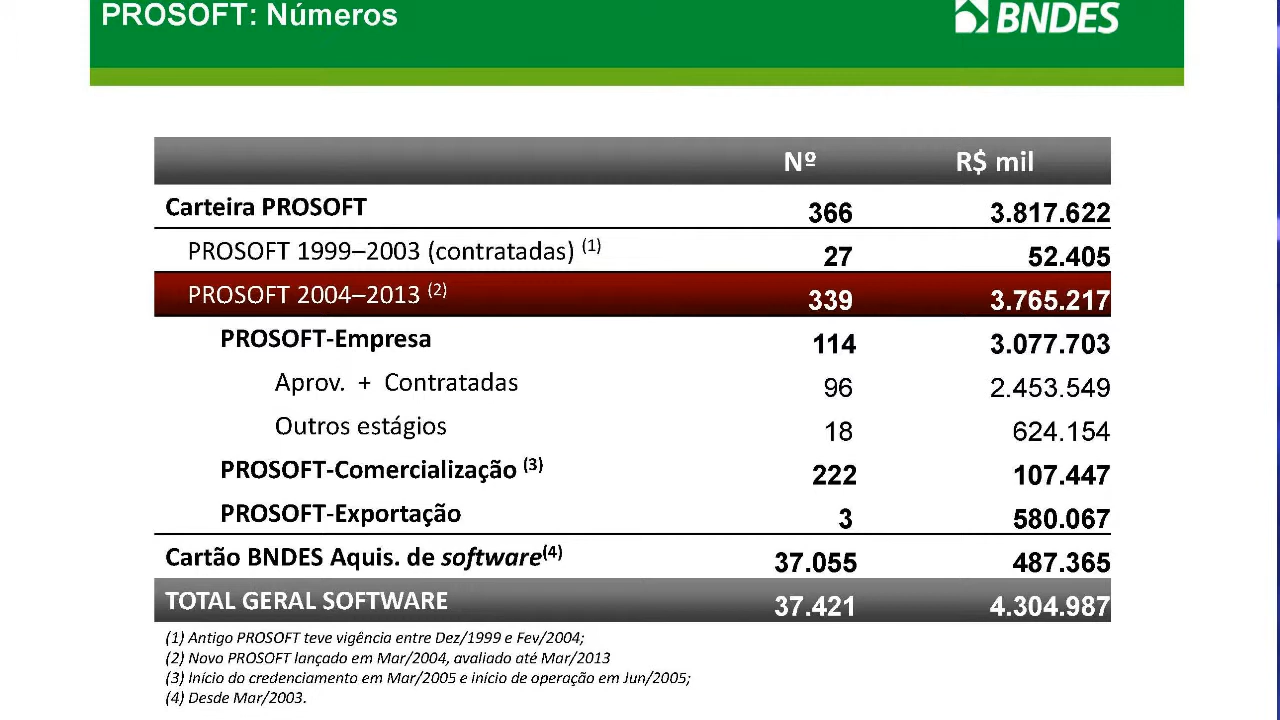 PROSOFT: Números
BNDES
Nº R$ mil
Carteira PROSOFT 366 3.817.622
PROSOFT 1999–2003 (contratadas) (1) 27 52.405
PROSOFT 2004–2013 (2) 339 3.765.217
PROSOFT-Empresa 114 3.077.703
Aprov. + Contratadas 96 2.453.549
Outros estágios 18 624.154
PROSOFT-Comercialização (3) 222 107.447
PROSOFT-Exportação 3 580.067
Cartão BNDES Aquis. de software(4) 37.055 487.365
TOTAL GERAL SOFTWARE 37.421 4.304.987
(1) Antigo PROSOFT teve vigência entre Dez/1999 e Fev/2004;
(2) Novo PROSOFT lançado em Mar/2004, avaliado até Mar/2013
(3) Início do credenciamento em Mar/2005 e início de operação em Jun/2005;
(4) Desde Mar/2003.